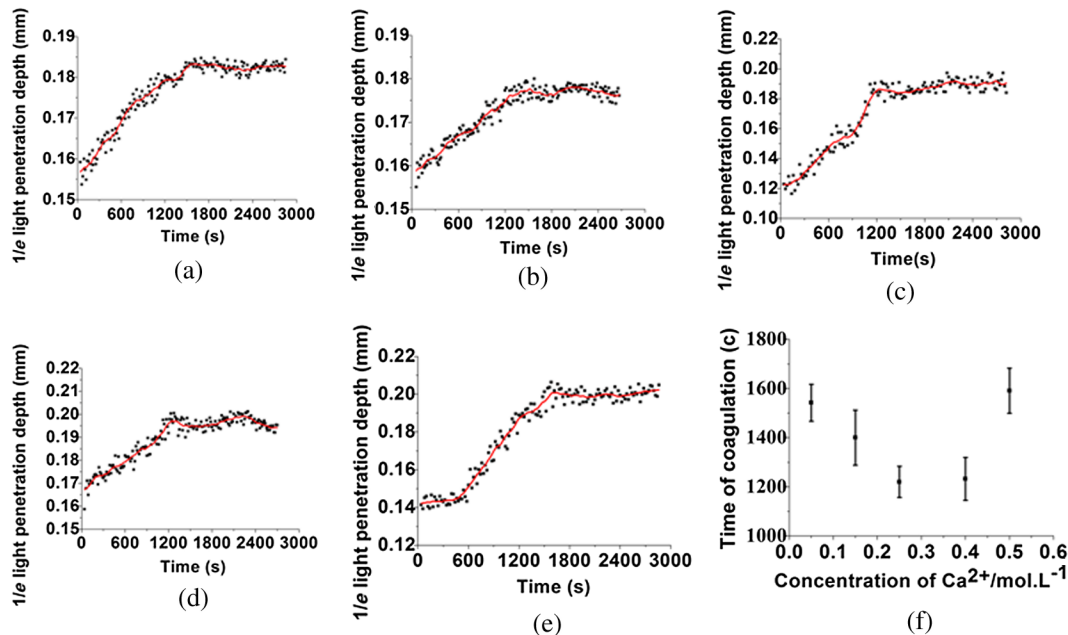 1/e light penetration depth (mm)
0.19
0.18
0.17
0.16
0.15
0 600 1200 1800 2400 3000
Time (s)
(a)
1/e light penetration depth (mm)
0.19
0.18
0.17
0.16
0.15
0 600 1200 1800 2400 3000
Time (s)
(b)
1/e light penetration depth (mm)
0.22
0.20
0.18
0.16
0.14
0.12
0.10
0 600 1200 1800 2400 3000
Time(s)
(c)
1/e light penetration depth (mm)
0.22
0.21
0.20
0.19
0.18
0.17
0.16
0.15
0 600 1200 1800 2400 3000
Time (s)
(d)
1/e light penetration depth (mm)
0.22
0.20
0.18
0.16
0.14
0.12
0 600 1200 1800 2400 3000
Time (s)
(e)
Time of coagulation (c)
1800
1600
1400
1200
1000
0.0 0.1 0.2 0.3 0.4 0.5 0.6
Concentration of Ca2+/mol.L-1
(f)